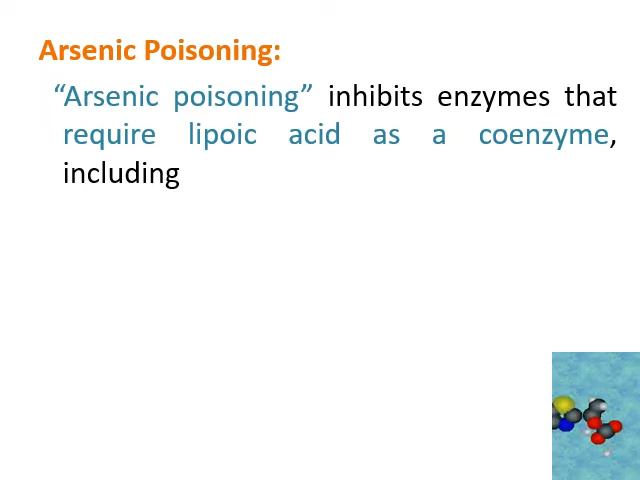 Arsenic Poisoning:
“Arsenic poisoning” inhibits enzymes that
require lipoic acid as a coenzyme,
including